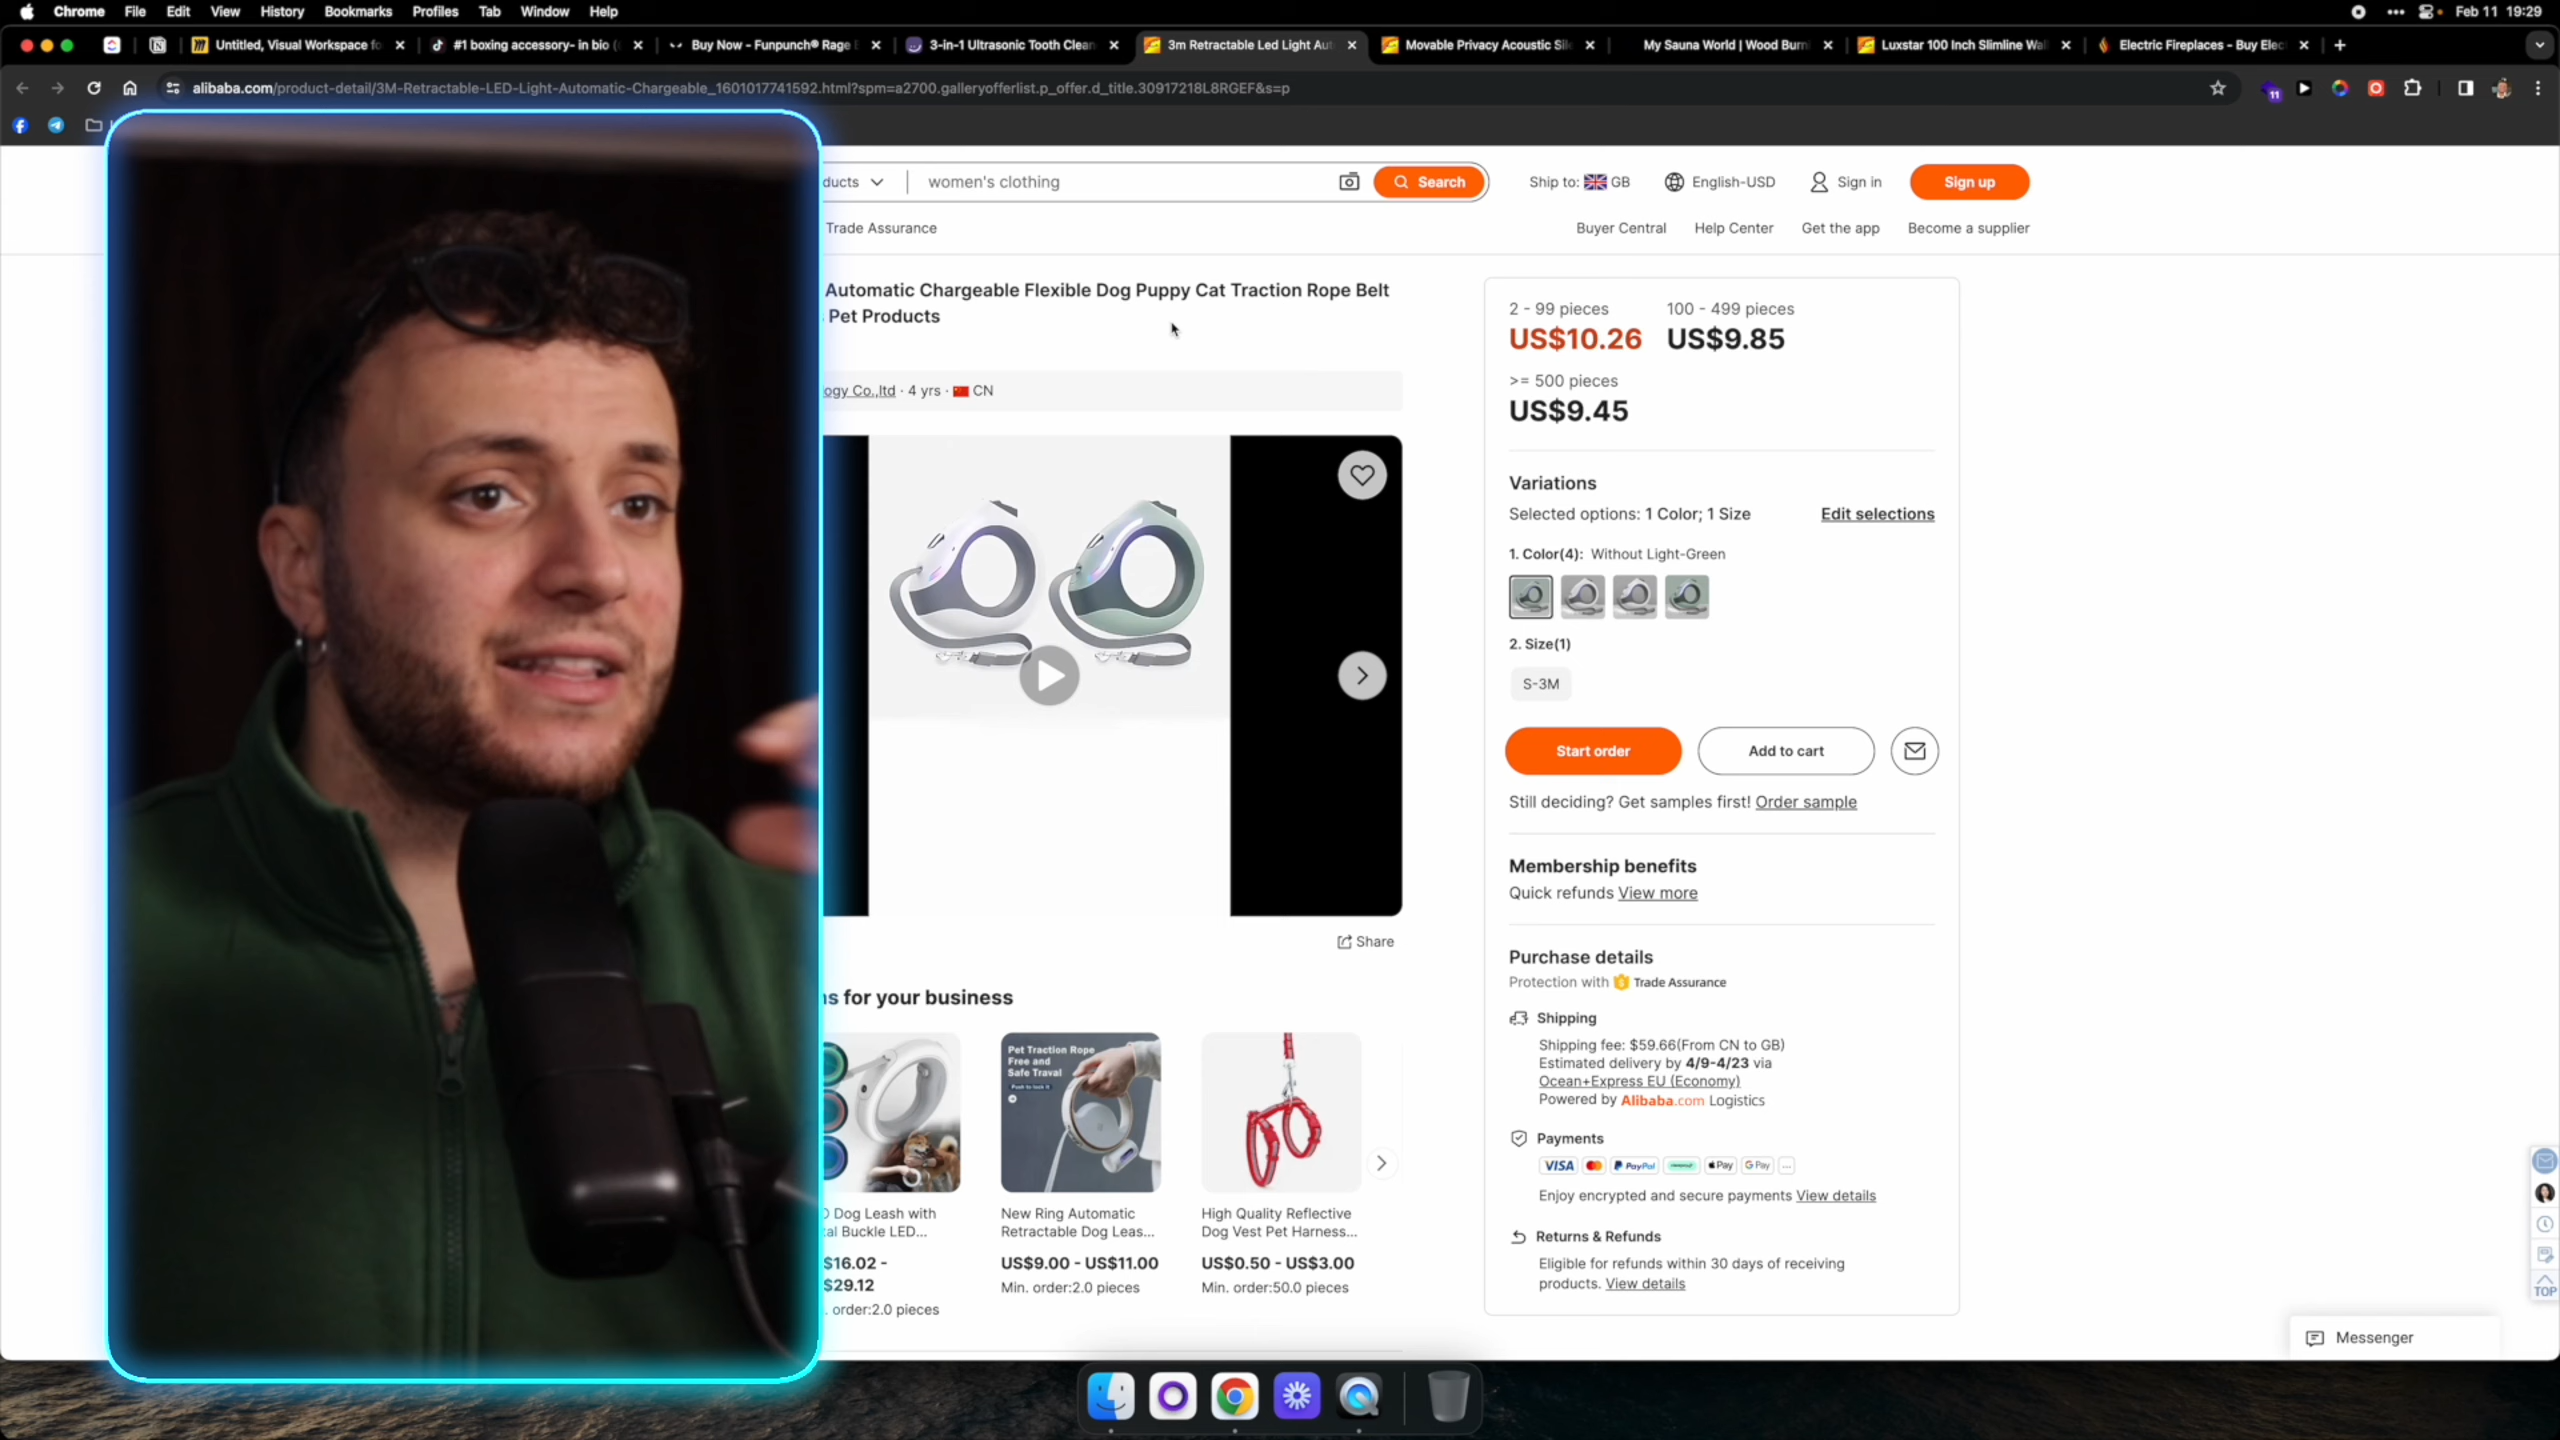 Chrome File Edit View History Bookmarks Profiles Tab Window Help
Feb 11 19:29
Untitled, Visual Workspace fo
#1 boxing accessory- in bio (
Buy Now - Funpunch® Rage
3-in-1 Ultrasonic Tooth Clean
3m Retractable Led Light Aut
Movable Privacy Acoustic Sil
My Sauna World | Wood Burn
Luxstar 100 Inch Slimline Wal
Electric Fireplaces - Buy Elec
alibaba.com/product-detail/3M-Retractable-LED-Light-Automatic-Chargeable_1601017741592.html?spm=a2700.galleryofferlist.p_offer.d_title.30917218L8RGEF&s=p
11
ducts
women's clothing
Search
Ship to: GB
English-USD
Sign in
Sign up
Trade Assurance
Buyer Central
Help Center
Get the app
Become a supplier
Automatic Chargeable Flexible Dog Puppy Cat Traction Rope Belt
Pet Products
ogy Co.,ltd · 4 yrs · CN
2 - 99 pieces
100 - 499 pieces
US$10.26
US$9.85
>= 500 pieces
US$9.45
Variations
Selected options: 1 Color; 1 Size
Edit selections
1. Color(4): Without Light-Green
2. Size(1)
S-3M
Start order
Add to cart
Still deciding? Get samples first! Order sample
Membership benefits
Quick refunds View more
Purchase details
Protection with Trade Assurance
Shipping
Shipping fee: $59.66(From CN to GB)
Estimated delivery by 4/9-4/23 via
Ocean+Express EU (Economy)
Powered by Alibaba.com Logistics
Payments
VISA
PayPal
Pay
G Pay
...
Enjoy encrypted and secure payments View details
Returns & Refunds
Eligible for refunds within 30 days of receiving
products. View details
Share
ns for your business
Pet Traction Rope
Free and
Safe Traval
Push to lock it
Dog Leash with
al Buckle LED...
$16.02 -
$29.12
. order:2.0 pieces
New Ring Automatic
Retractable Dog Leas...
US$9.00 - US$11.00
Min. order:2.0 pieces
High Quality Reflective
Dog Vest Pet Harness...
US$0.50 - US$3.00
Min. order:50.0 pieces
TOP
Messenger